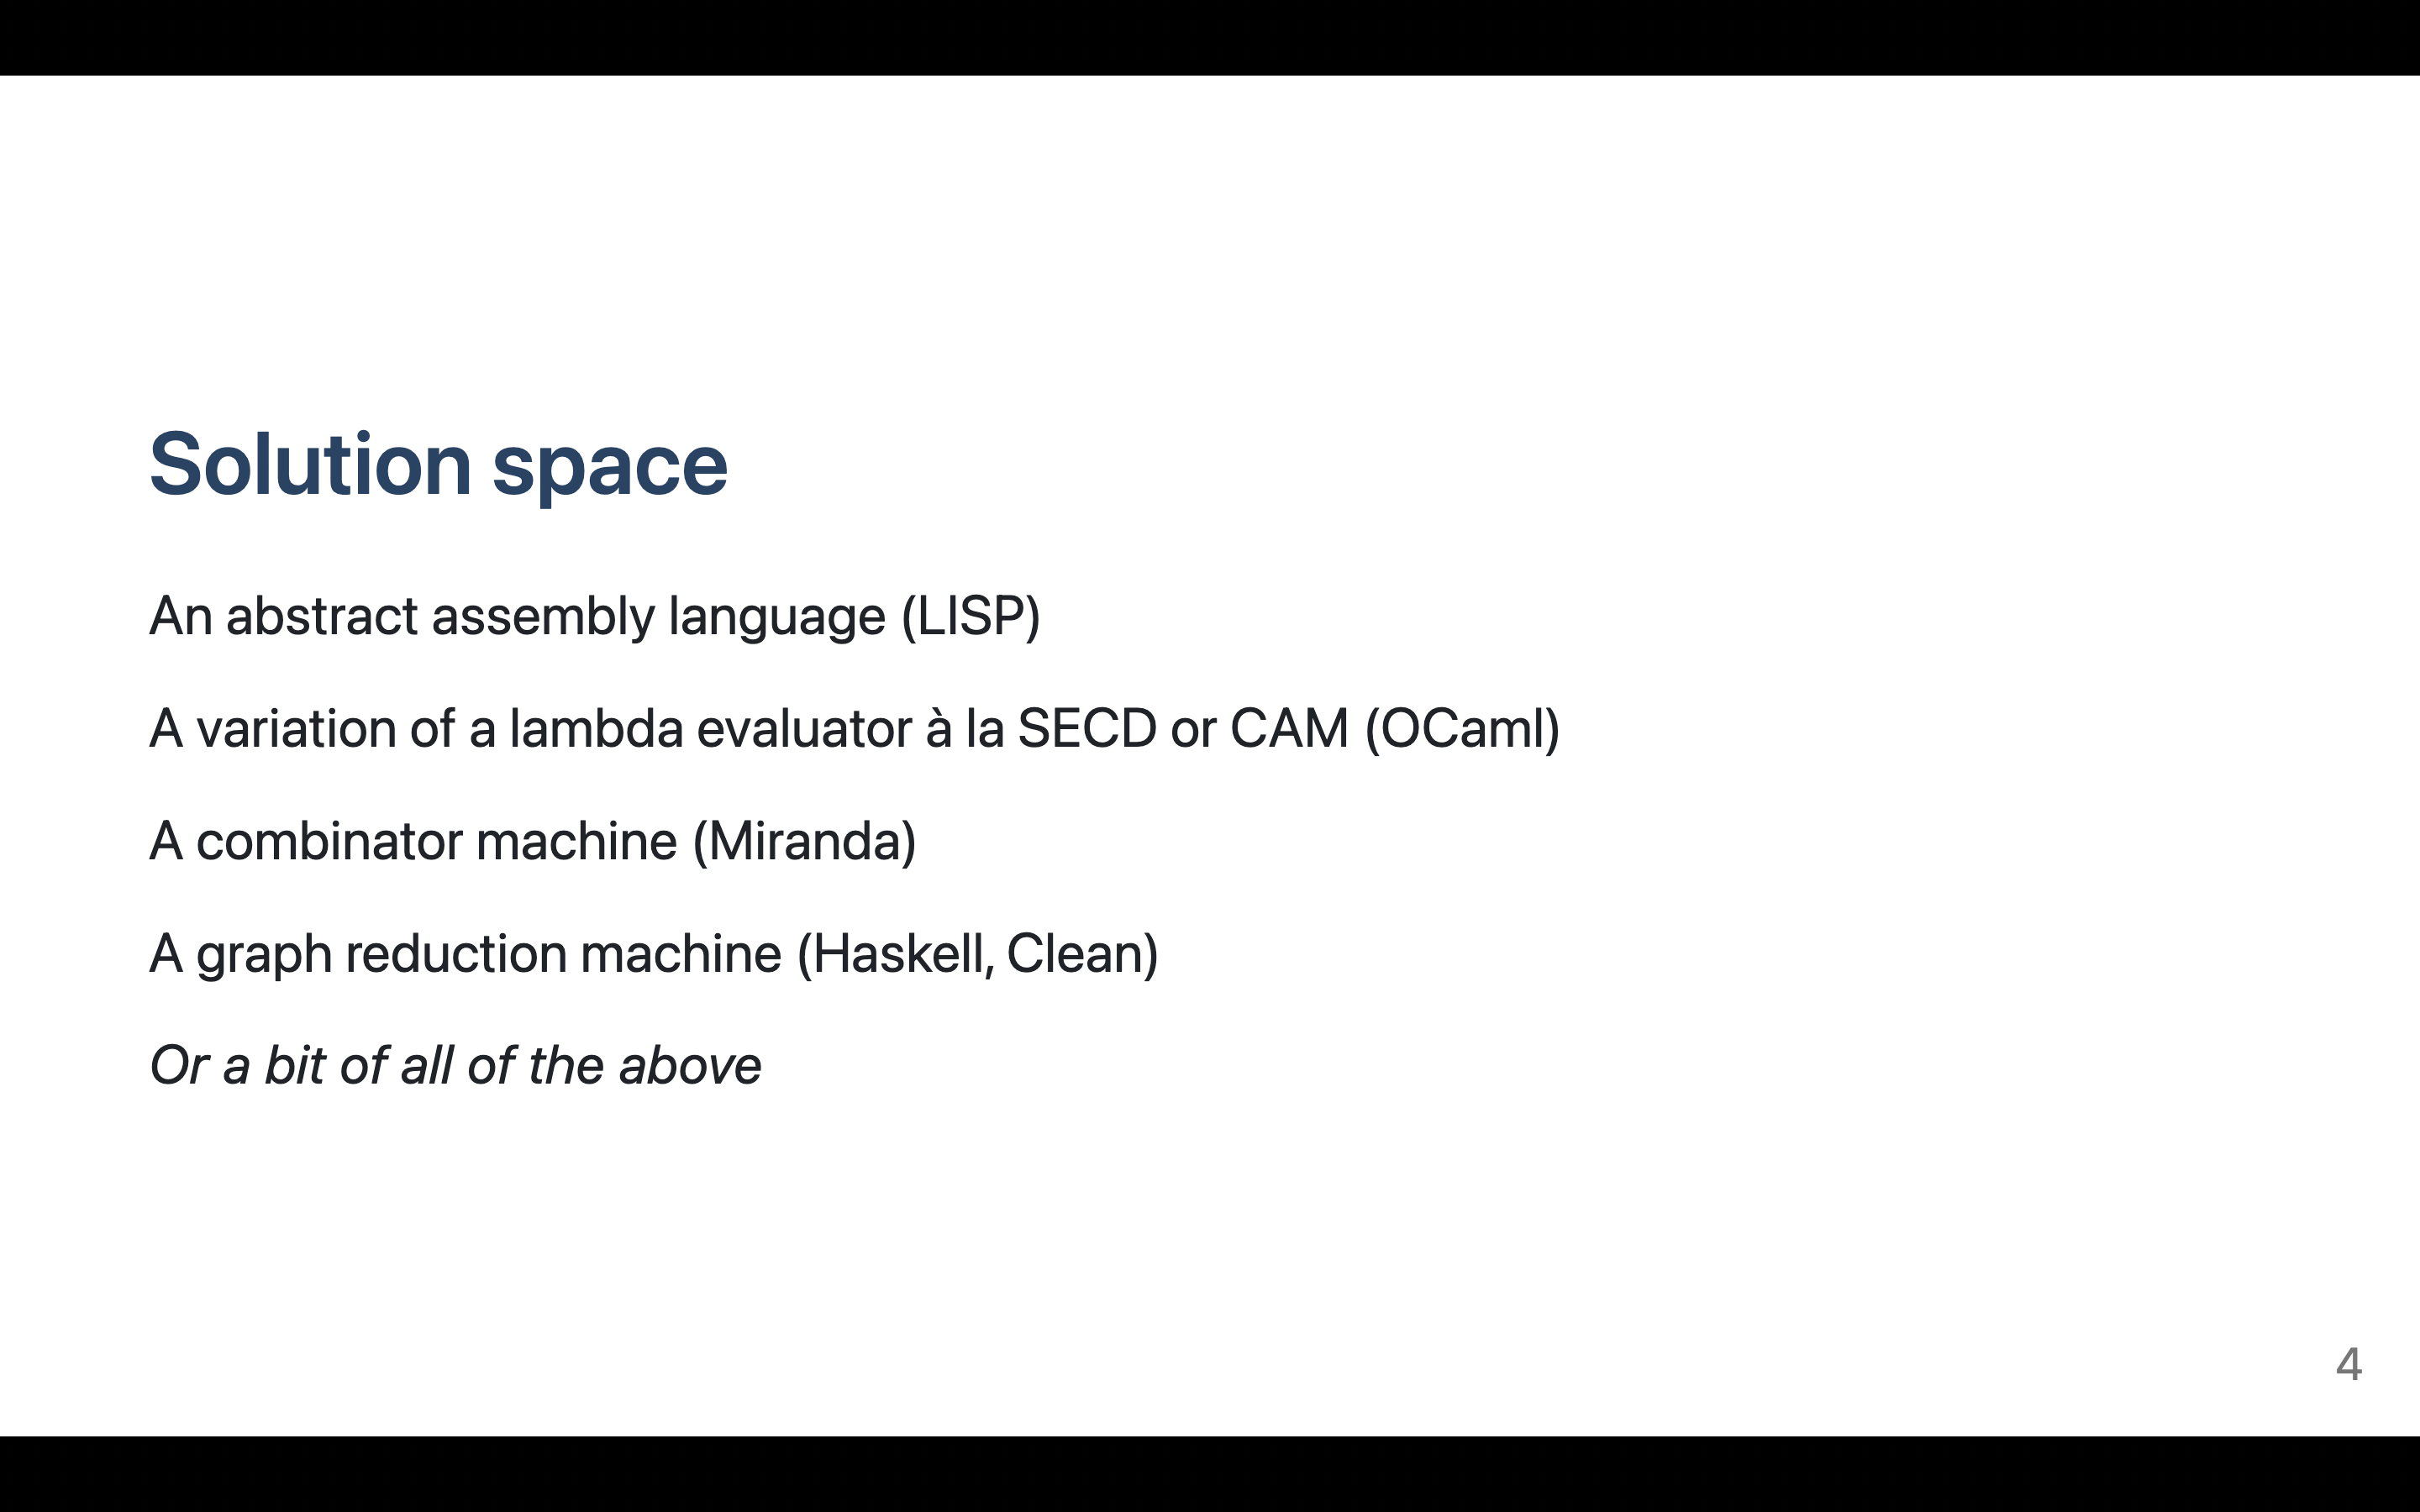 Solution space
An abstract assembly language (LISP)
A variation of a lambda evaluator à la SECD or CAM (OCaml)
A combinator machine (Miranda)
A graph reduction machine (Haskell, Clean)
Or a bit of all of the above
4